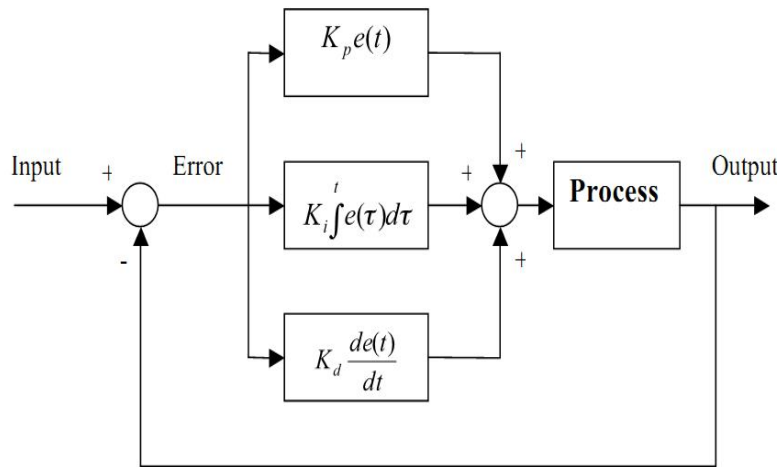 K_p e(t)
Input
+
Error
+
+
Process
Output
K_i ∫^t e(τ)dτ
-
+
K_d de(t)/dt